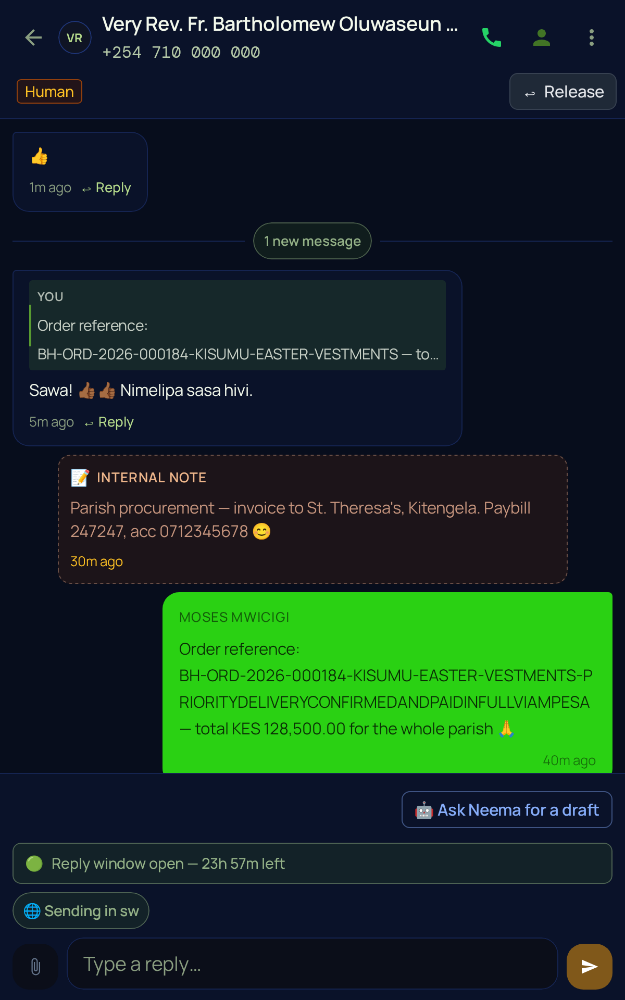 VR
Very Rev. Fr. Bartholomew Oluwaseun …
+254 710 000 000
Human
↔ Release
👍
1m ago ↔ Reply
1 new message
YOU
Order reference:
BH-ORD-2026-000184-KISUMU-EASTER-VESTMENTS — to…
Sawa! 👍🏾👍🏾 Nimelipa sasa hivi.
5m ago ↔ Reply
📝 INTERNAL NOTE
Parish procurement — invoice to St. Theresa's, Kitengela. Paybill
247247, acc 0712345678 😊
30m ago
MOSES MWICIGI
Order reference:
BH-ORD-2026-000184-KISUMU-EASTER-VESTMENTS-P
RIORITYDELIVERYCONFIRMEDANDPAIDINFULLVIAMPESA
— total KES 128,500.00 for the whole parish 🙏
40m ago
🤖 Ask Neema for a draft
🟢 Reply window open — 23h 57m left
🌐 Sending in sw
Type a reply…